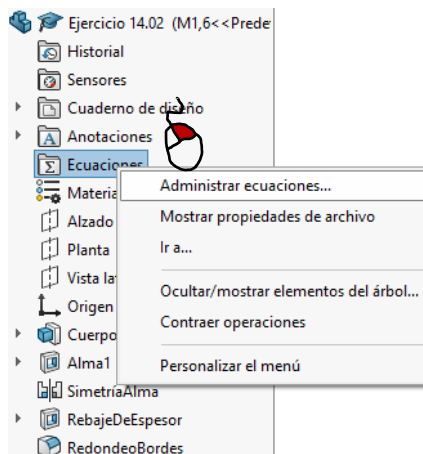 Ejercicio 14.02 (M1,6<<Prede
Historial
Sensores
Cuaderno de diseño
Anotaciones
Ecuaciones
Materia
Alzado
Planta
Vista la
Origen
Cuerpo
Alma1
SimetríaAlma
RebajeDeEspesor
RedondeoBordes
Administrar ecuaciones...
Mostrar propiedades de archivo
Ir a...
Ocultar/mostrar elementos del árbol...
Contraer operaciones
Personalizar el menú